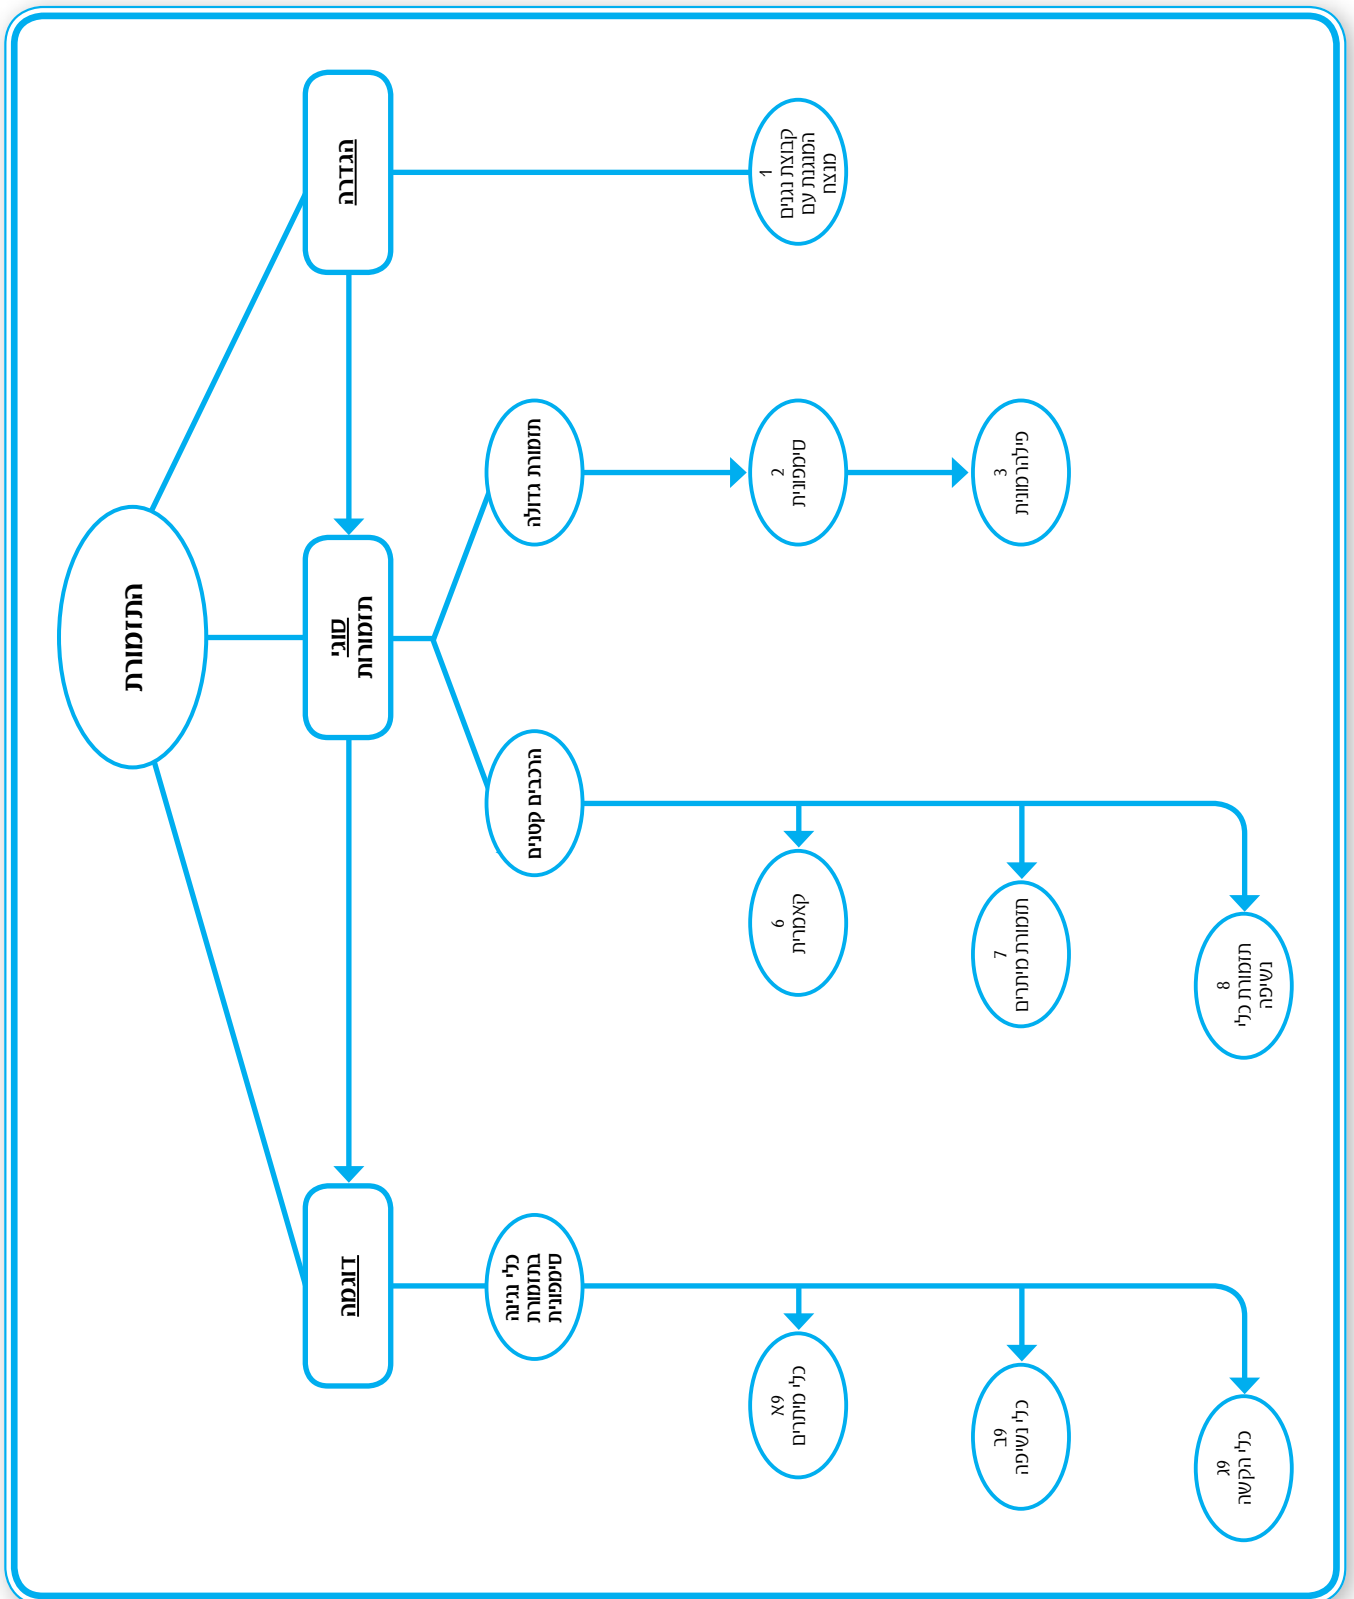 התזמורת
הגדרה
1
קבוצת נגנים
המנגנת עם
מנצח
סוגי
תזמורות
תזמורת גדולה
2
סימפונית
3
פילהרמונית
הרכבים קטנים
6
קאמרית
7
תזמורת מיתרים
8
תזמורת כלי
נשיפה
דוגמה
כלי נגינה
בתזמורת
סימפונית
9א
כלי מיתרים
9ב
כלי נשיפה
9ג
כלי הקשה